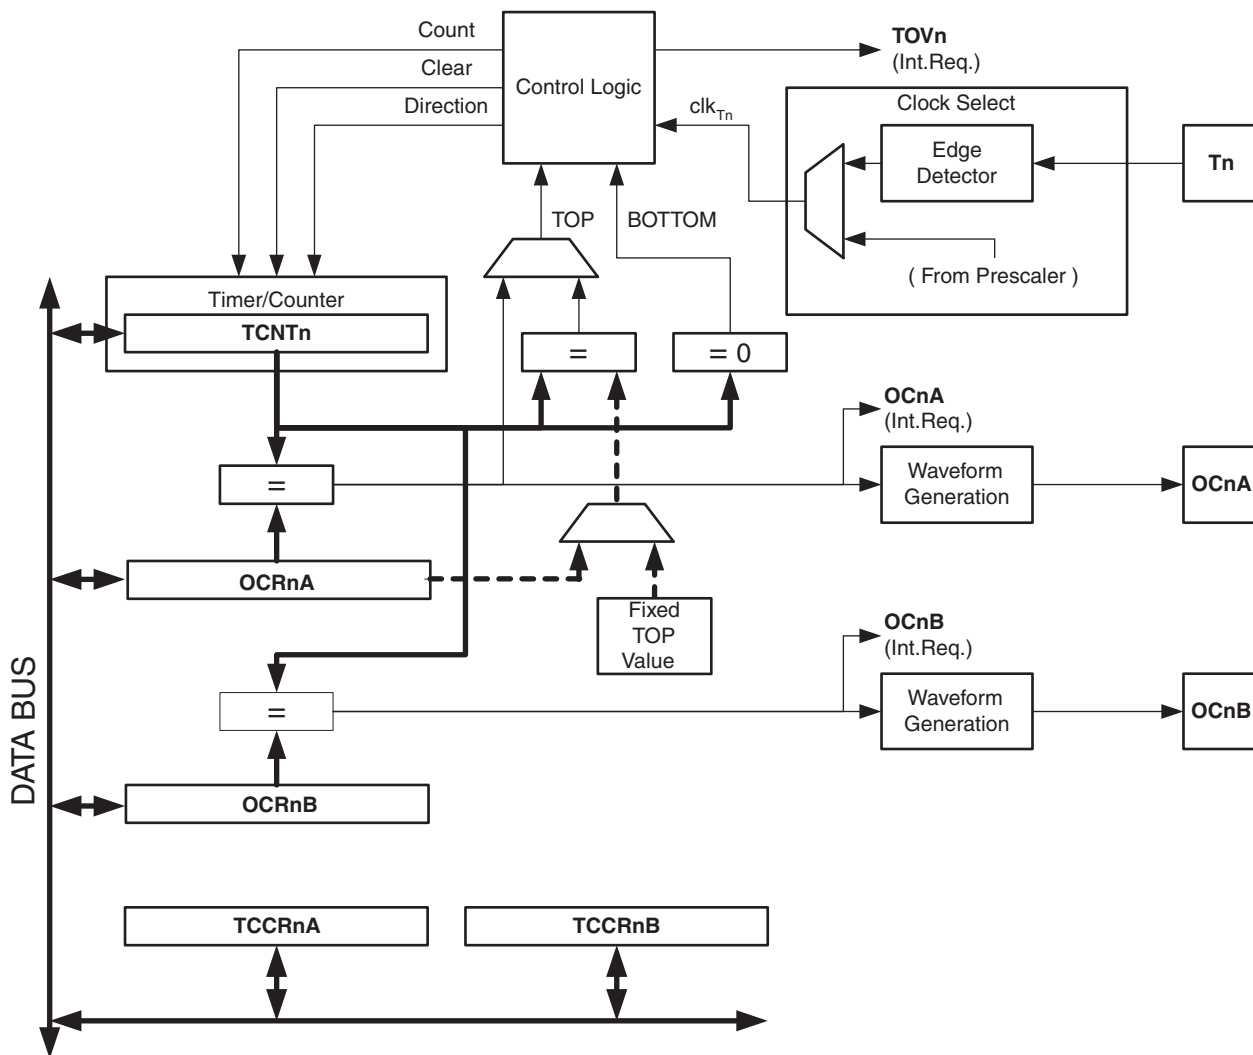 Count
Clear
Direction
Control Logic
TOVn
(Int.Req.)
clkTn
Clock Select
Edge
Detector
Tn
( From Prescaler )
TOP
BOTTOM
Timer/Counter
TCNTn
=
= 0
OCnA
(Int.Req.)
=
Waveform
Generation
OCnA
OCRnA
Fixed
TOP
Value
OCnB
(Int.Req.)
=
Waveform
Generation
OCnB
OCRnB
DATA BUS
TCCRnA
TCCRnB